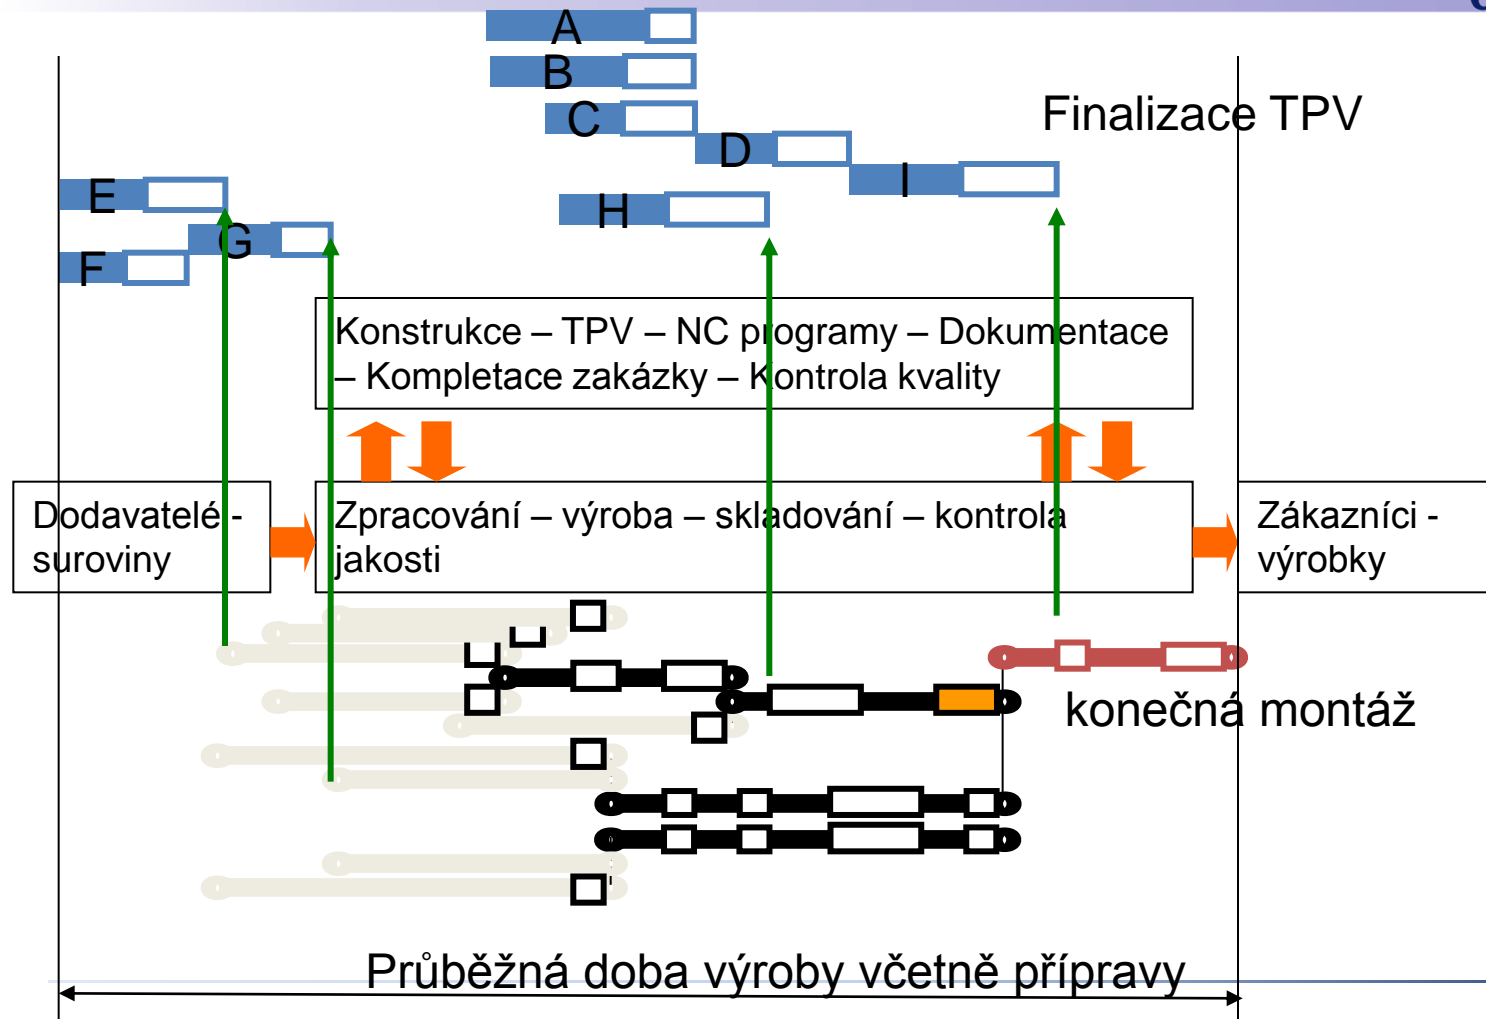 A
B
C
Finalizace TPV
D
I
E
H
G
F
Konstrukce – TPV – NC programy – Dokumentace
– Kompletace zakázky – Kontrola kvality
Dodavatelé -
suroviny
Zpracování – výroba – skladování – kontrola
jakosti
Zákazníci -
výrobky
konečná montáž
Průběžná doba výroby včetně přípravy